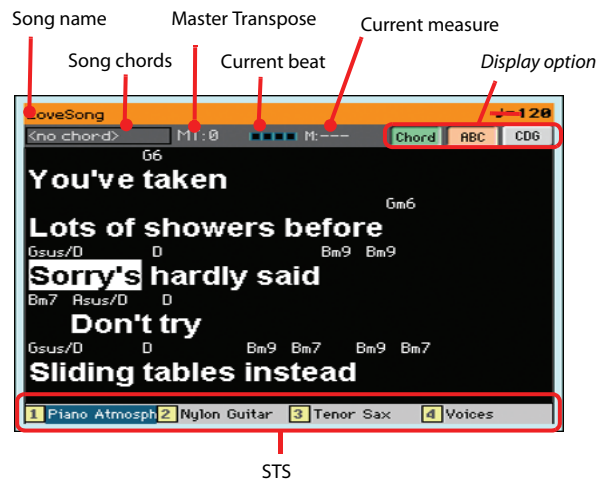 Song name Master Transpose Current measure
Song chords Current beat Display option
LoveSong ♩=120
<no chord> MT:0 M:--- Chord ABC CDG
G6
You've taken
Gm6
Lots of showers before
Gsus/D D Bm9 Bm9
Sorry's hardly said
Bm7 Asus/D D
Don't try
Gsus/D D Bm9 Bm7 Bm9 Bm7
Sliding tables instead
1 Piano Atmosph 2 Nylon Guitar 3 Tenor Sax 4 Voices
STS